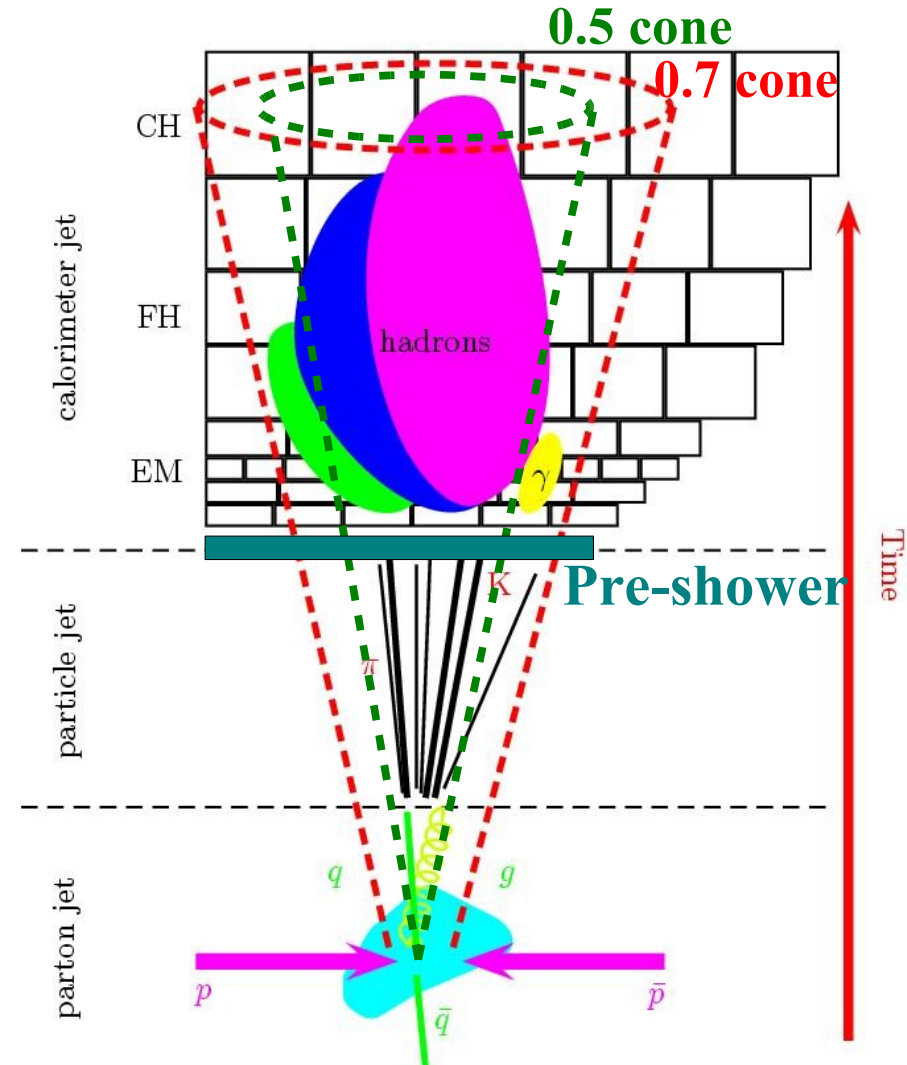 0.5 cone
0.7 cone
CH
calorimeter jet
FH
hadrons
EM
γ
Time
K
Pre-shower
π
particle jet
q
g
parton jet
p
p̄
q̄